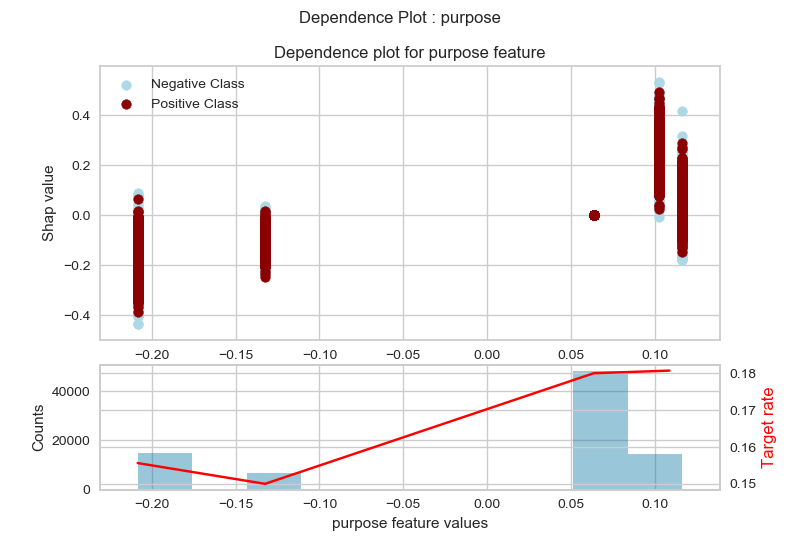 Dependence Plot : purpose
Dependence plot for purpose feature
Negative Class
Positive Class
Shap value
0.4
0.2
0.0
−0.2
−0.4
−0.20 −0.15 −0.10 −0.05 0.00 0.05 0.10
Counts
40000
20000
0
0.18
0.17
0.16
0.15
Target rate
−0.20 −0.15 −0.10 −0.05 0.00 0.05 0.10
purpose feature values